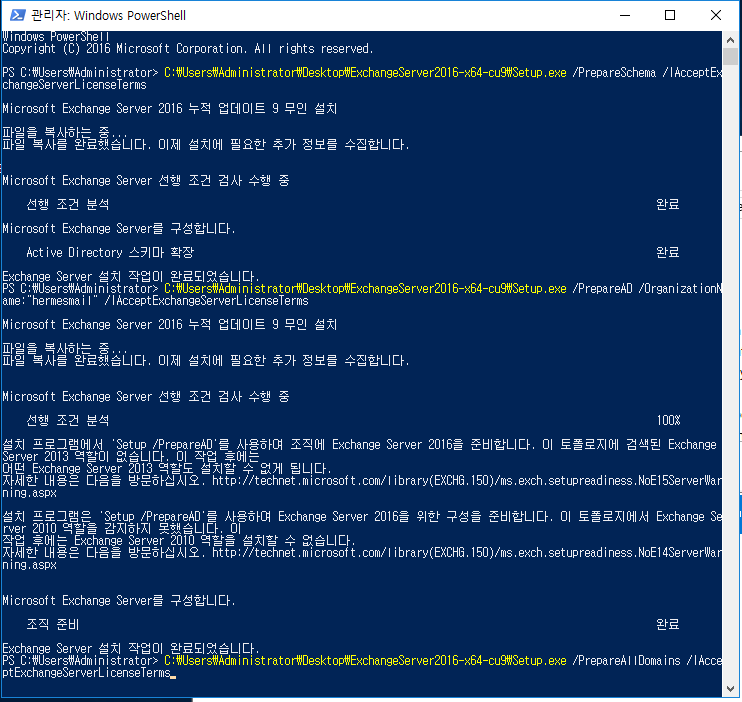 관리자: Windows PowerShell
Windows PowerShell
Copyright (C) 2016 Microsoft Corporation. All rights reserved.
PS C:₩Users₩Administrator> C:₩Users₩Administrator₩Desktop₩ExchangeServer2016-x64-cu9₩Setup.exe /PrepareSchema /IAcceptEx
changeServerLicenseTerms
Microsoft Exchange Server 2016 누적 업데이트 9 무인 설치
파일을 복사하는 중...
파일 복사를 완료했습니다. 이제 설치에 필요한 추가 정보를 수집합니다.
Microsoft Exchange Server 선행 조건 검사 수행 중
선행 조건 분석 완료
Microsoft Exchange Server를 구성합니다.
Active Directory 스키마 확장 완료
Exchange Server 설치 작업이 완료되었습니다.
PS C:₩Users₩Administrator> C:₩Users₩Administrator₩Desktop₩ExchangeServer2016-x64-cu9₩Setup.exe /PrepareAD /OrganizationN
ame:"hermesmail" /IAcceptExchangeServerLicenseTerms
Microsoft Exchange Server 2016 누적 업데이트 9 무인 설치
파일을 복사하는 중...
파일 복사를 완료했습니다. 이제 설치에 필요한 추가 정보를 수집합니다.
Microsoft Exchange Server 선행 조건 검사 수행 중
선행 조건 분석 100%
설치 프로그램에서 'Setup /PrepareAD'를 사용하여 조직에 Exchange Server 2016을 준비합니다. 이 토폴로지에 검색된 Exchange
Server 2013 역할이 없습니다. 이 작업 후에는
어떤 Exchange Server 2013 역할도 설치할 수 없게 됩니다.
자세한 내용은 다음을 방문하십시오. http://technet.microsoft.com/library(EXCHG.150)/ms.exch.setupreadiness.NoE15ServerWar
ning.aspx
설치 프로그램은 'Setup /PrepareAD'를 사용하여 Exchange Server 2016을 위한 구성을 준비합니다. 이 토폴로지에서 Exchange Se
rver 2010 역할을 감지하지 못했습니다. 이
작업 후에는 Exchange Server 2010 역할을 설치할 수 없습니다.
자세한 내용은 다음을 방문하십시오. http://technet.microsoft.com/library(EXCHG.150)/ms.exch.setupreadiness.NoE14ServerWar
ning.aspx
Microsoft Exchange Server를 구성합니다.
조직 준비 완료
Exchange Server 설치 작업이 완료되었습니다.
PS C:₩Users₩Administrator> C:₩Users₩Administrator₩Desktop₩ExchangeServer2016-x64-cu9₩Setup.exe /PrepareAllDomains /IAcce
ptExchangeServerLicenseTerms